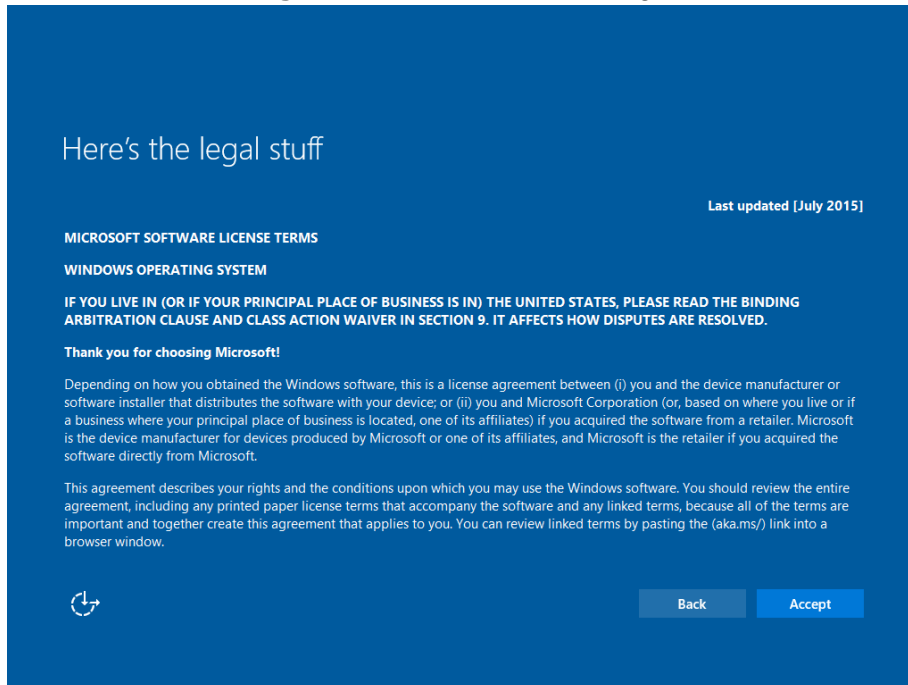 Here's the legal stuff
Last updated [July 2015]
MICROSOFT SOFTWARE LICENSE TERMS
WINDOWS OPERATING SYSTEM
IF YOU LIVE IN (OR IF YOUR PRINCIPAL PLACE OF BUSINESS IS IN) THE UNITED STATES, PLEASE READ THE BINDING
ARBITRATION CLAUSE AND CLASS ACTION WAIVER IN SECTION 9. IT AFFECTS HOW DISPUTES ARE RESOLVED.
Thank you for choosing Microsoft!
Depending on how you obtained the Windows software, this is a license agreement between (i) you and the device manufacturer or
software installer that distributes the software with your device; or (ii) you and Microsoft Corporation (or, based on where you live or if
a business where your principal place of business is located, one of its affiliates) if you acquired the software from a retailer. Microsoft
is the device manufacturer for devices produced by Microsoft or one of its affiliates, and Microsoft is the retailer if you acquired the
software directly from Microsoft.
This agreement describes your rights and the conditions upon which you may use the Windows software. You should review the entire
agreement, including any printed paper license terms that accompany the software and any linked terms, because all of the terms are
important and together create this agreement that applies to you. You can review linked terms by pasting the (aka.ms/) link into a
browser window.
Back
Accept